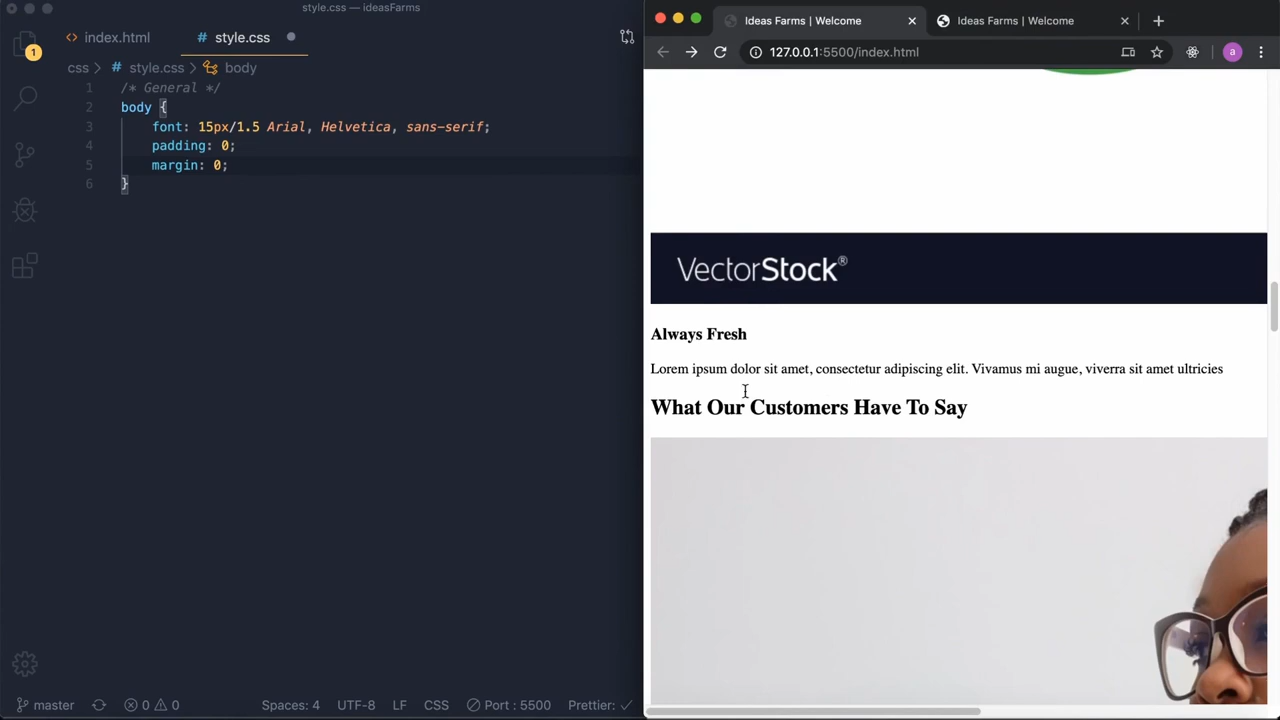 style.css — ideasFarms
index.html
style.css
css > # style.css > body
1 /* General */
2 body {
3 font: 15px/1.5 Arial, Helvetica, sans-serif;
4 padding: 0;
5 margin: 0;
6 }
1
master
0 0
Spaces: 4
UTF-8
LF
CSS
Port : 5500
Prettier: ✓
Ideas Farms | Welcome
Ideas Farms | Welcome
127.0.0.1:5500/index.html
a
VectorStock®
Always Fresh
Lorem ipsum dolor sit amet, consectetur adipiscing elit. Vivamus mi augue, viverra sit amet ultricies
What Our Customers Have To Say